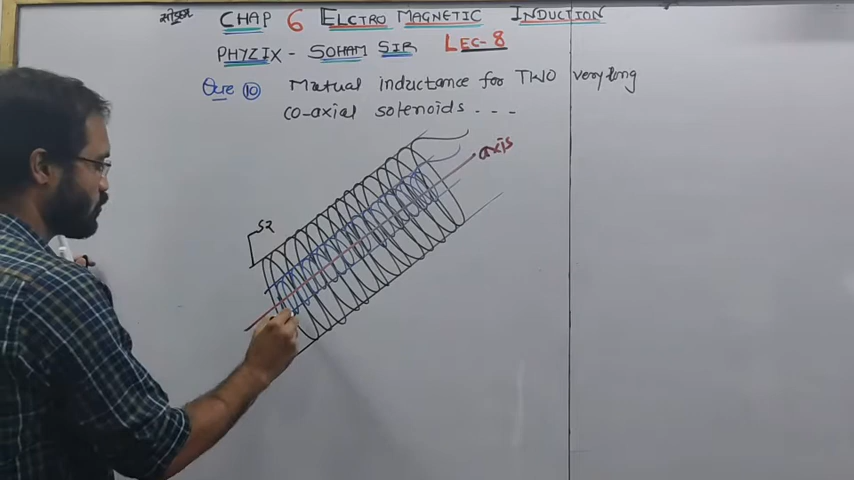 CHAP 6 ELCTRO MAGNETIC INDUCTION
PHYZIX - SOHAM SIR LEC-8
Que 10 Mutual inductance for TWO very long
co-axial solenoids - - -
axis
S2